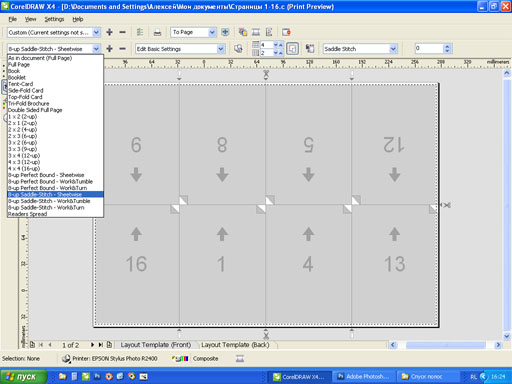 CorelDRAW X4 - [D:\Documents and Settings\Алексей\Мои документы\Страницы 1-16.c (Print Preview)
View Settings Help
Custom (Current settings not s... To Page
8-up Saddle-Stitch - Sheetwise Edit Basic Settings 4 2 Saddle Stitch 0
As in document (Full Page)
Full Page
Book
Booklet
Tent-Card
Side-Fold Card
Top-Fold Card
Tri-Fold Brochure
Double Sided Full Page
1 x 2 (2-up)
2 x 1 (2-up)
2 x 2 (4-up)
2 x 3 (6-up)
3 x 2 (6-up)
3 x 3 (9-up)
3 x 4 (12-up)
4 x 3 (12-up)
4 x 4 (16-up)
8-up Perfect Bound - Sheetwise
8-up Perfect Bound - Work&Tumble
8-up Perfect Bound - Work&Turn
8-up Saddle-Stitch - Sheetwise
8-up Saddle-Stitch - Work&Tumble
8-up Saddle-Stitch - Work&Turn
Readers Spread
96 64 32 0 32 64 96 128 160 192 224 256 288 320 millimeters
9 8 5 12
16 1 4 13
1 of 2 Layout Template (Front) Layout Template (Back)
Selection: None Printer: EPSON Stylus Photo R2400 Composite
пуск CorelDRAW X4... Adobe Photosh... Спуог полос RL 16:24